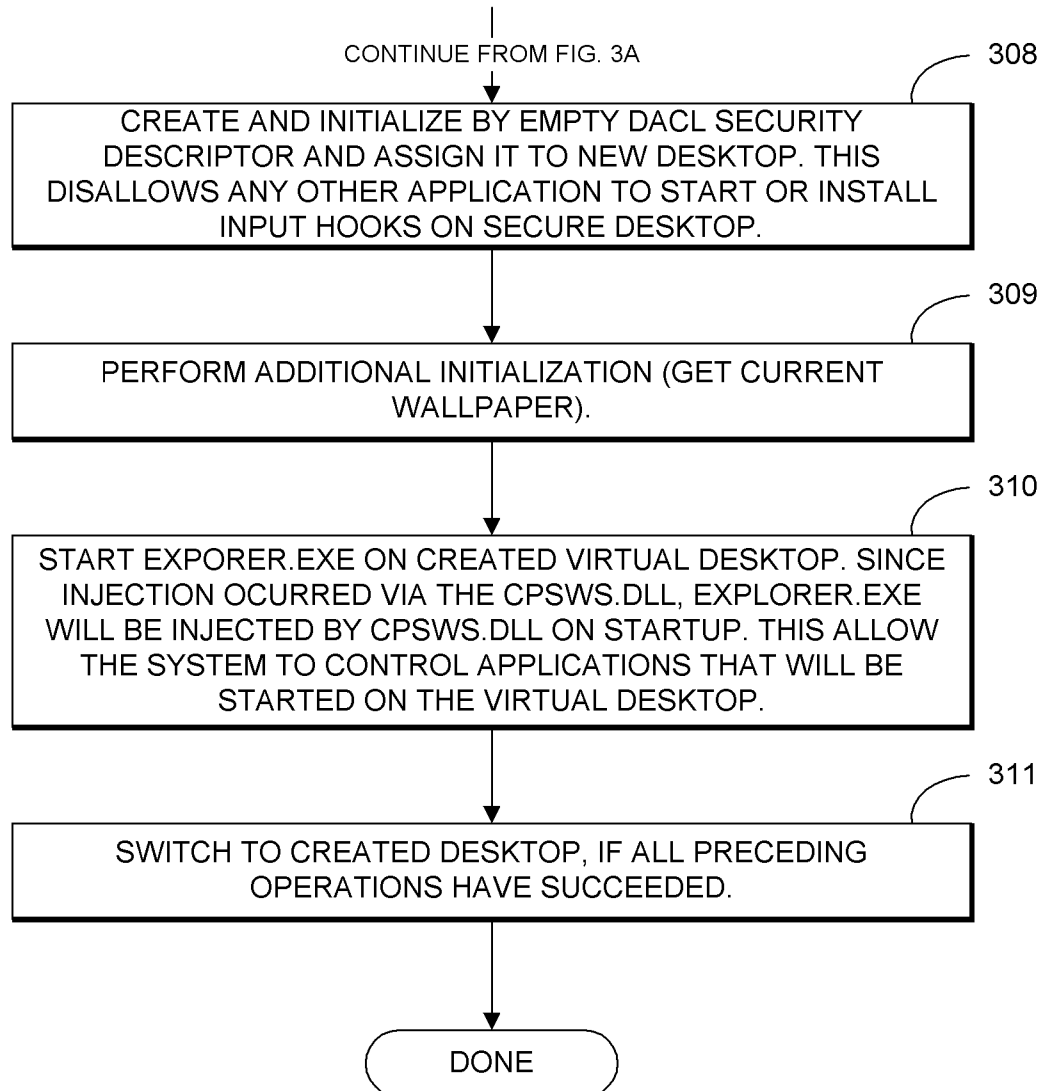 CONTINUE FROM FIG. 3A
308
CREATE AND INITIALIZE BY EMPTY DACL SECURITY
DESCRIPTOR AND ASSIGN IT TO NEW DESKTOP. THIS
DISALLOWS ANY OTHER APPLICATION TO START OR INSTALL
INPUT HOOKS ON SECURE DESKTOP.
309
PERFORM ADDITIONAL INITIALIZATION (GET CURRENT
WALLPAPER).
310
START EXPORER.EXE ON CREATED VIRTUAL DESKTOP. SINCE
INJECTION OCURRED VIA THE CPSWS.DLL, EXPLORER.EXE
WILL BE INJECTED BY CPSWS.DLL ON STARTUP. THIS ALLOW
THE SYSTEM TO CONTROL APPLICATIONS THAT WILL BE
STARTED ON THE VIRTUAL DESKTOP.
311
SWITCH TO CREATED DESKTOP, IF ALL PRECEDING
OPERATIONS HAVE SUCCEEDED.
DONE